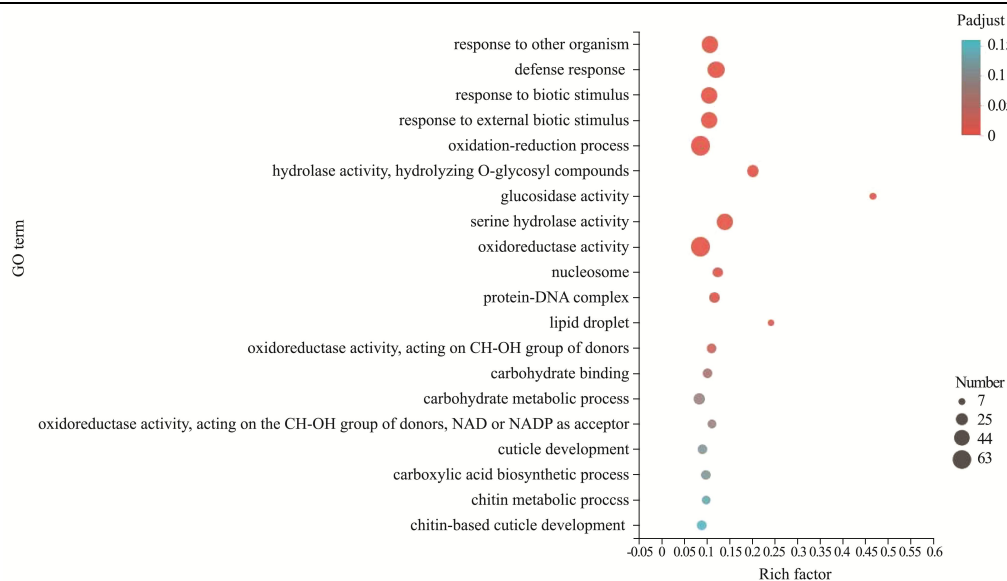 Padjust
0.1
0.1
0.0
0
response to other organism
defense response
response to biotic stimulus
response to external biotic stimulus
oxidation-reduction process
hydrolase activity, hydrolyzing O-glycosyl compounds
glucosidase activity
serine hydrolase activity
oxidoreductase activity
nucleosome
protein-DNA complex
lipid droplet
oxidoreductase activity, acting on CH-OH group of donors
carbohydrate binding
carbohydrate metabolic process
oxidoreductase activity, acting on the CH-OH group of donors, NAD or NADP as acceptor
cuticle development
carboxylic acid biosynthetic process
chitin metabolic proccss
chitin-based cuticle development
GO term
Number
7
25
44
63
-0.05 0 0.05 0.1 0.15 0.2 0.25 0.3 0.35 0.4 0.45 0.5 0.55 0.6
Rich factor